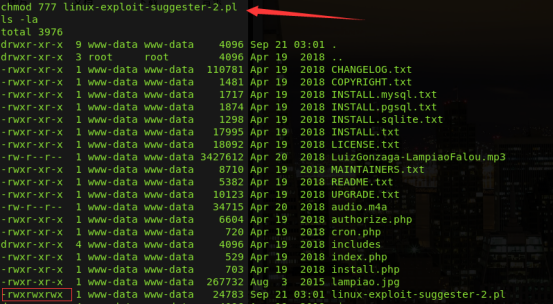 chmod 777 linux-exploit-suggester-2.pl
ls -la
total 3976
drwxr-xr-x 9 www-data www-data 4096 Sep 21 03:01 .
drwxr-xr-x 3 root root 4096 Apr 19 2018 ..
-rwxr-xr-x 1 www-data www-data 110781 Apr 19 2018 CHANGELOG.txt
-rwxr-xr-x 1 www-data www-data 1481 Apr 19 2018 COPYRIGHT.txt
-rwxr-xr-x 1 www-data www-data 1717 Apr 19 2018 INSTALL.mysql.txt
-rwxr-xr-x 1 www-data www-data 1874 Apr 19 2018 INSTALL.pgsql.txt
-rwxr-xr-x 1 www-data www-data 1298 Apr 19 2018 INSTALL.sqlite.txt
-rwxr-xr-x 1 www-data www-data 17995 Apr 19 2018 INSTALL.txt
-rwxr-xr-x 1 www-data www-data 18092 Apr 19 2018 LICENSE.txt
-rw-r--r-- 1 www-data www-data 3427612 Apr 20 2018 LuizGonzaga-LampiaoFalou.mp3
-rwxr-xr-x 1 www-data www-data 8710 Apr 19 2018 MAINTAINERS.txt
-rwxr-xr-x 1 www-data www-data 5382 Apr 19 2018 README.txt
-rwxr-xr-x 1 www-data www-data 10123 Apr 19 2018 UPGRADE.txt
-rw-r--r-- 1 www-data www-data 34715 Apr 20 2018 audio.m4a
-rwxr-xr-x 1 www-data www-data 6604 Apr 19 2018 authorize.php
-rwxr-xr-x 1 www-data www-data 720 Apr 19 2018 cron.php
drwxr-xr-x 4 www-data www-data 4096 Apr 19 2018 includes
-rwxr-xr-x 1 www-data www-data 529 Apr 19 2018 index.php
-rwxr-xr-x 1 www-data www-data 703 Apr 19 2018 install.php
-rwxr-xr-x 1 www-data www-data 267732 Aug 3 2015 lampiao.jpg
-rwxrwxrwx 1 www-data www-data 24783 Sep 21 03:01 linux-exploit-suggester-2.pl